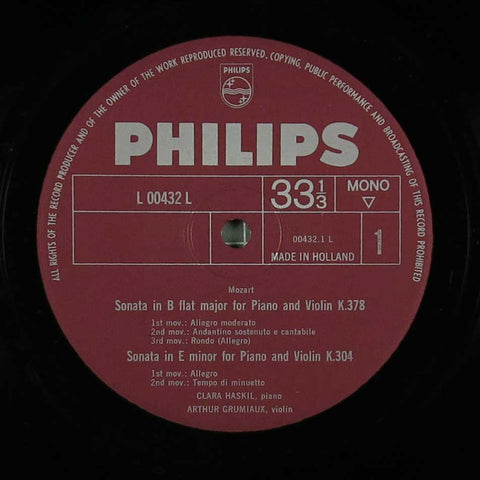 ALL RIGHTS OF THE RECORD PRODUCER AND OF THE OWNER OF THE WORK REPRODUCED RESERVED. COPYING, PUBLIC PERFORMANCE AND BROADCASTING OF THIS RECORD PROHIBITED
PHILIPS
PHILIPS
L 00432 L
33 1/3
MONO
▽
00432.1 L
MADE IN HOLLAND
1
Mozart
Sonata in B flat major for Piano and Violin K.378
1st mov.: Allegro moderato
2nd mov.: Andantino sostenuto e cantabile
3rd mov.: Rondo (Allegro)
Sonata in E minor for Piano and Violin K.304
1st mov.: Allegro
2nd mov.: Tempo di minuetto
CLARA HASKIL, piano
ARTHUR GRUMIAUX, violin